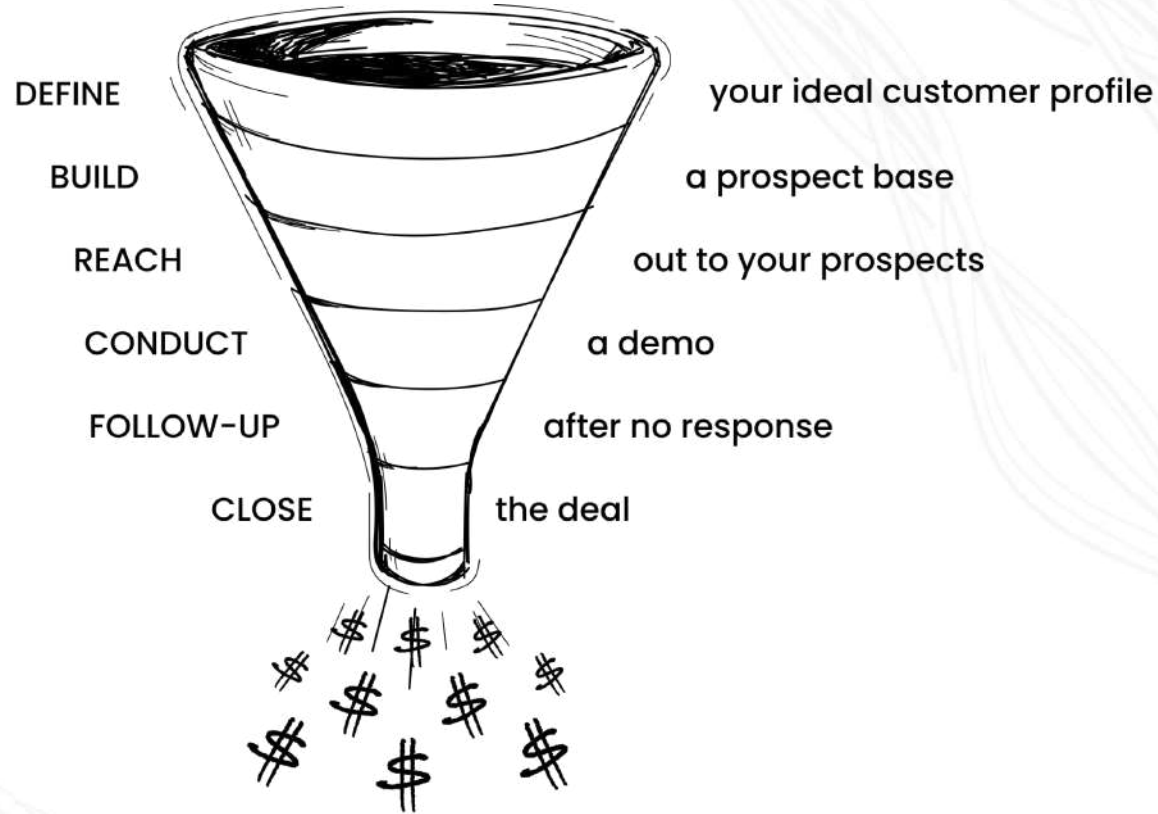 DEFINE your ideal customer profile
BUILD a prospect base
REACH out to your prospects
CONDUCT a demo
FOLLOW-UP after no response
CLOSE the deal
$ $ $
$ $
$ $
$ $
$